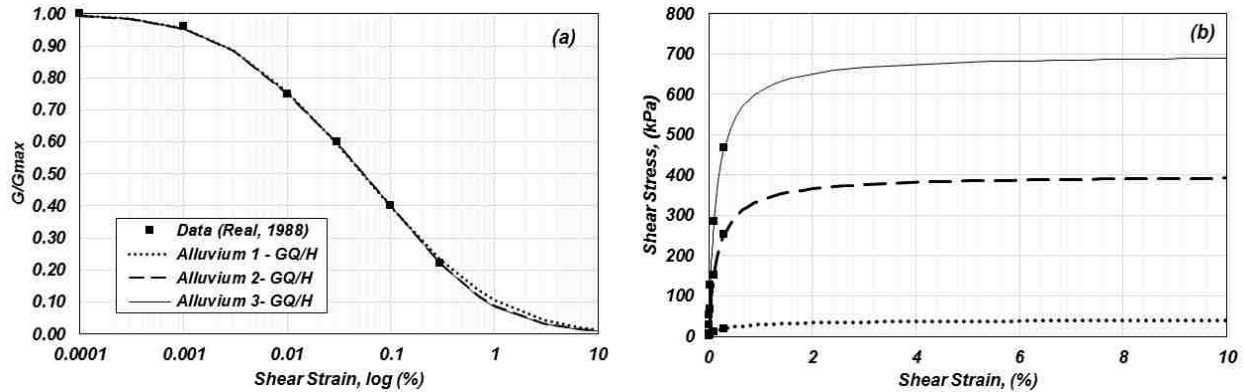 (a)
G/Gmax
1.00
0.90
0.80
0.70
0.60
0.50
0.40
0.30
0.20
0.10
0.00
Data (Real, 1988)
Alluvium 1 - GQ/H
Alluvium 2- GQ/H
Alluvium 3- GQ/H
0.0001 0.001 0.01 0.1 1 10
Shear Strain, log (%)
(b)
Shear Stress, (kPa)
800
700
600
500
400
300
200
100
0
0 2 4 6 8 10
Shear Strain, (%)